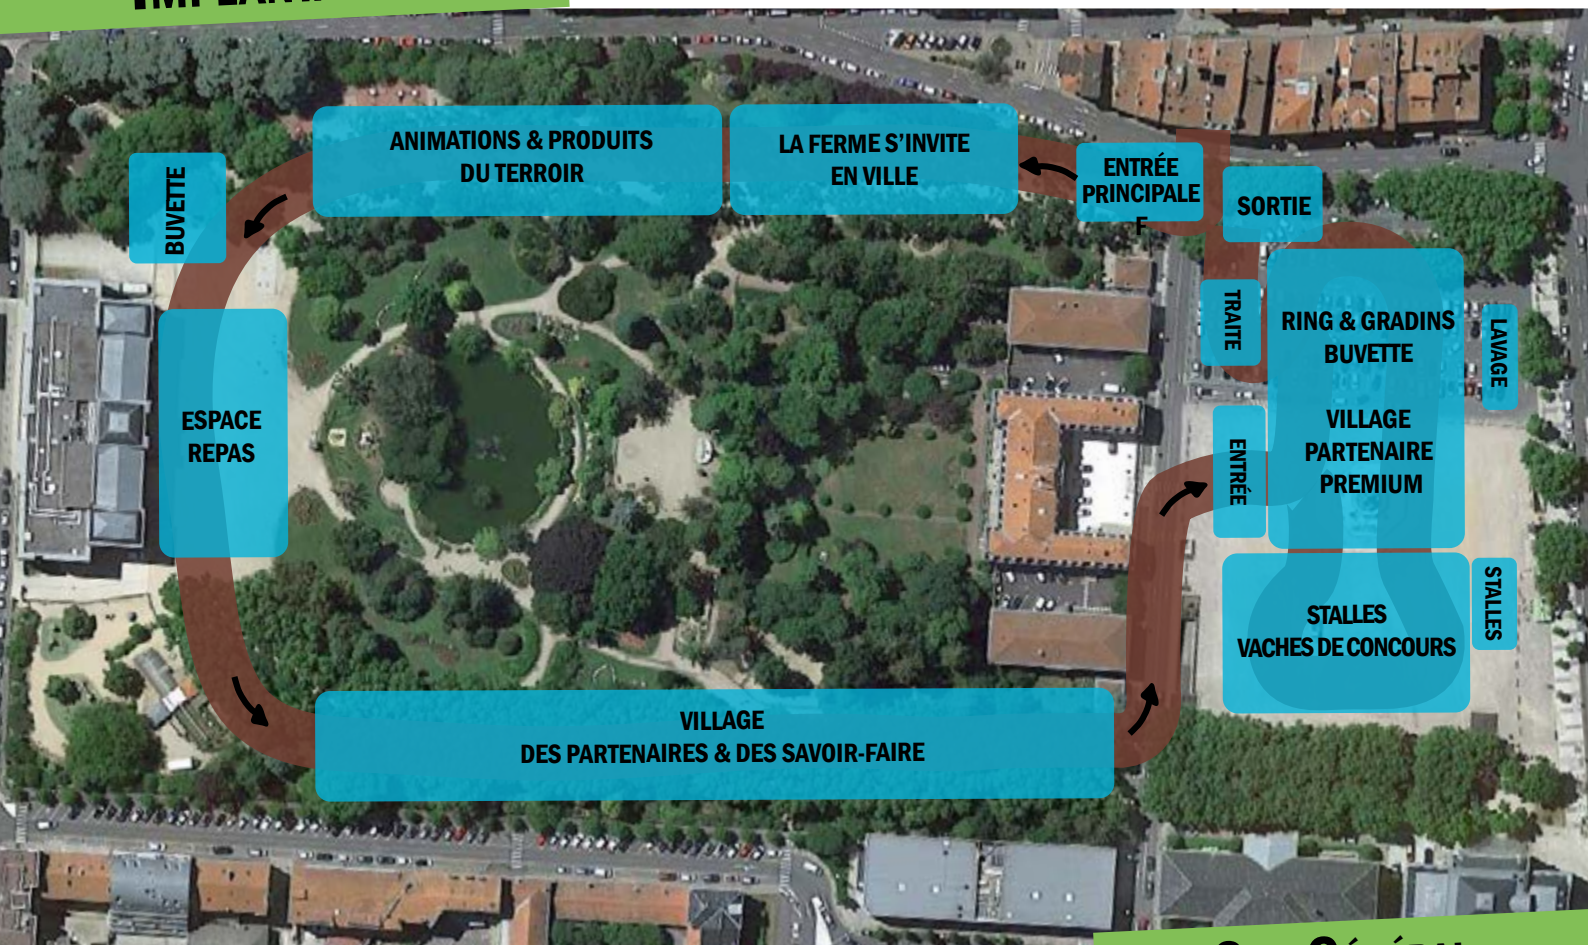 ANIMATIONS & PRODUITS
DU TERROIR
LA FERME S'INVITE
EN VILLE
ENTRÉE
PRINCIPALE
F
SORTIE
BUVETTE
TRAITE
RING & GRADINS
BUVETTE
VILLAGE
PARTENAIRE
PREMIUM
LAVAGE
ESPACE
REPAS
ENTRÉE
STALLES
VACHES DE CONCOURS
STALLES
VILLAGE
DES PARTENAIRES & DES SAVOIR-FAIRE